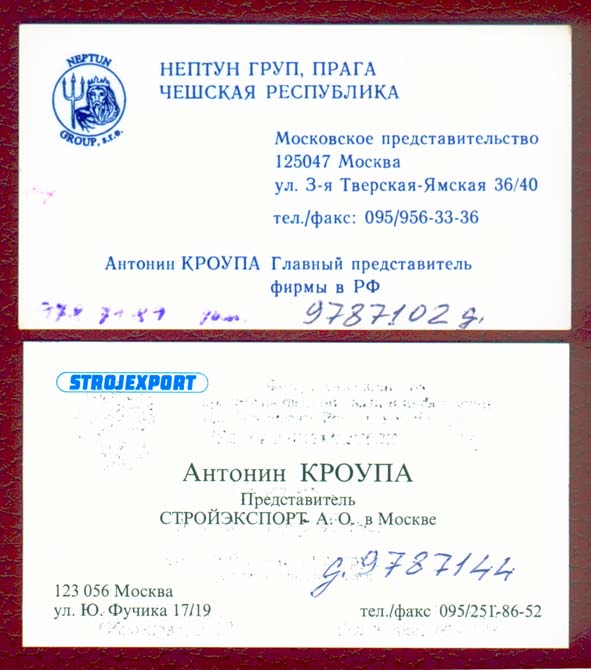 NEPTUN
GROUP, s.r.o.
НЕПТУН ГРУП, ПРАГА
ЧЕШСКАЯ РЕСПУБЛИКА
Московское представительство
125047 Москва
ул. 3-я Тверская-Ямская 36/40
тел./факс: 095/956-33-36
Антонин КРОУПА Главный представитель
фирмы в РФ
9787102 д.
STROJEXPORT
Антонин КРОУПА
Представитель
СТРОЙЭКСПОРТ А. О. в Москве
д. 9787144
123 056 Москва
ул. Ю. Фучика 17/19
тел./факс 095/251-86-52